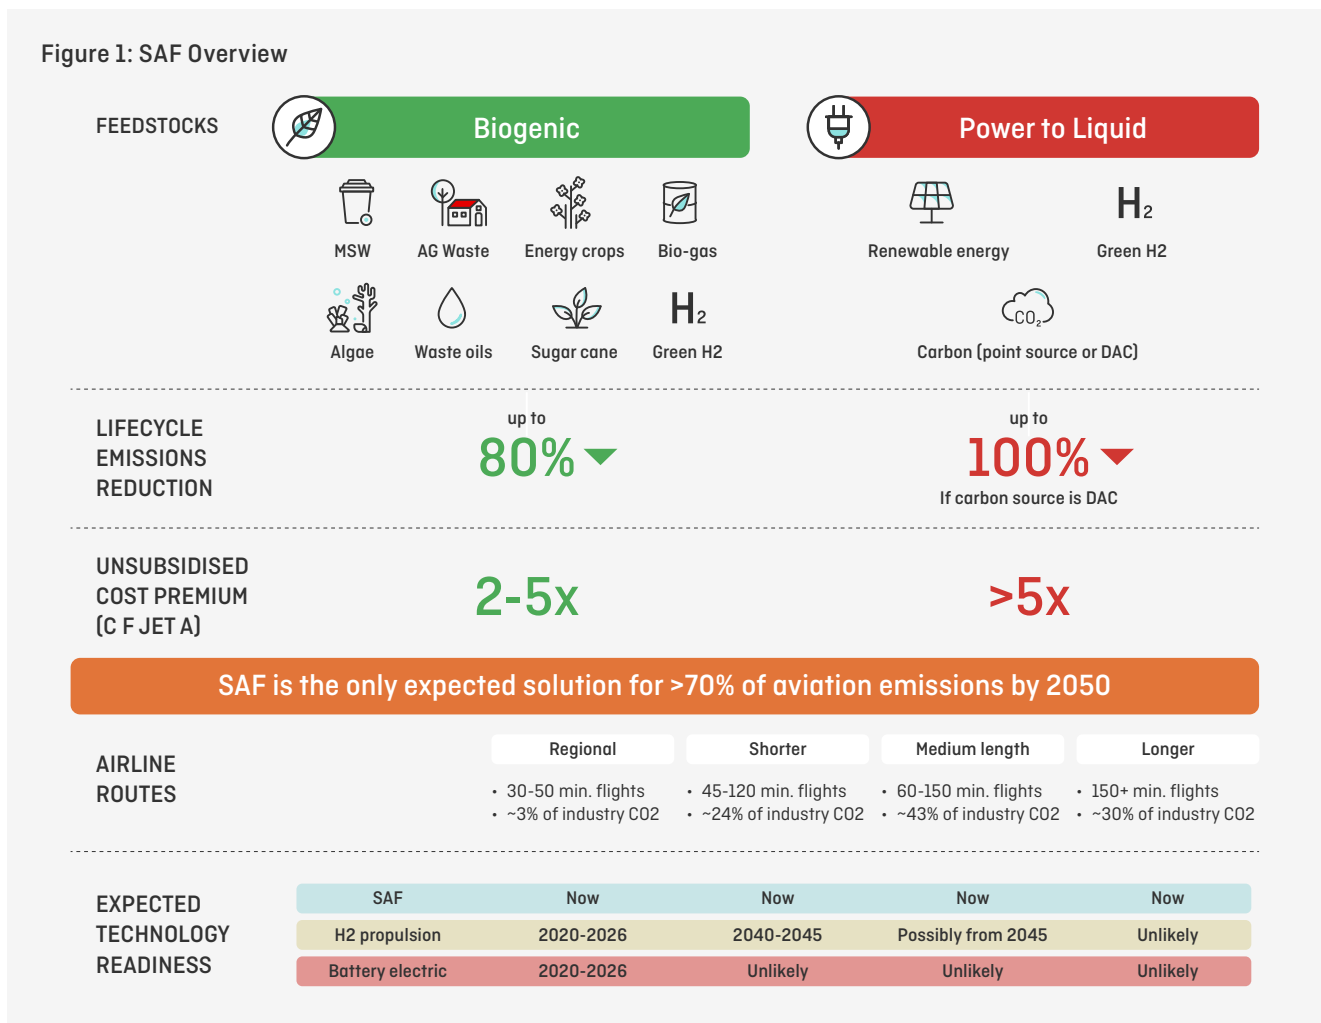 Figure 1: SAF Overview
FEEDSTOCKS
Biogenic
Power to Liquid
MSW
AG Waste
Energy crops
Bio-gas
Renewable energy
H2
Green H2
Algae
Waste oils
Sugar cane
H2
Green H2
CO2
Carbon (point source or DAC)
LIFECYCLE
EMISSIONS
REDUCTION
up to
80%
up to
100%
If carbon source is DAC
UNSUBSIDISED
COST PREMIUM
(C F JET A)
2-5x
>5x
SAF is the only expected solution for >70% of aviation emissions by 2050
AIRLINE
ROUTES
Regional
• 30-50 min. flights
• ~3% of industry CO2
Shorter
• 45-120 min. flights
• ~24% of industry CO2
Medium length
• 60-150 min. flights
• ~43% of industry CO2
Longer
• 150+ min. flights
• ~30% of industry CO2
EXPECTED
TECHNOLOGY
READINESS
SAF Now Now Now Now
H2 propulsion 2020-2026 2040-2045 Possibly from 2045 Unlikely
Battery electric 2020-2026 Unlikely Unlikely Unlikely